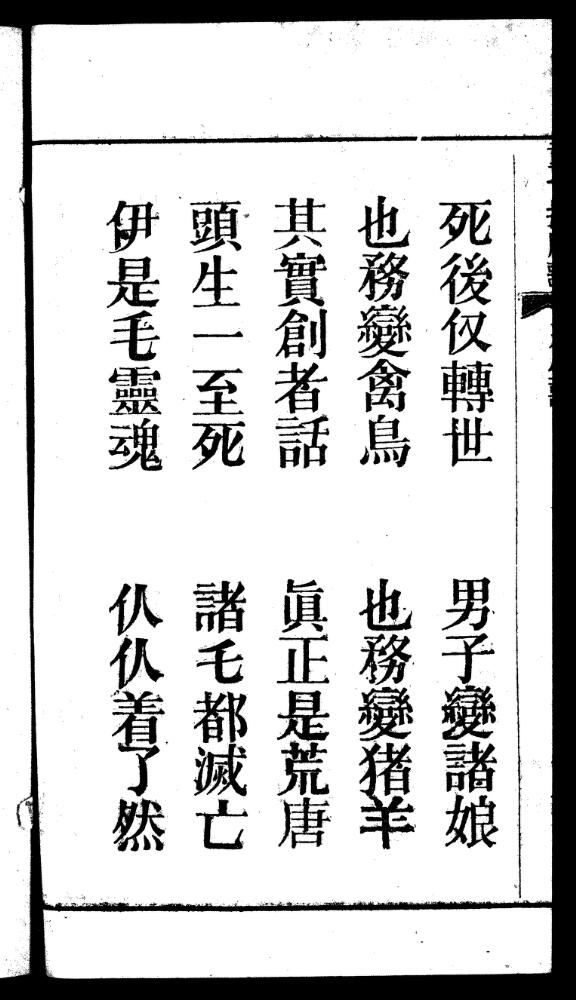 死後仅轉世 男子變諸娘
也務變禽鳥 也務變猪羊
其實創者話 眞正是荒唐
頭生一至死 諸乇都滅亡
伊是毛靈魂 仈仈着了然